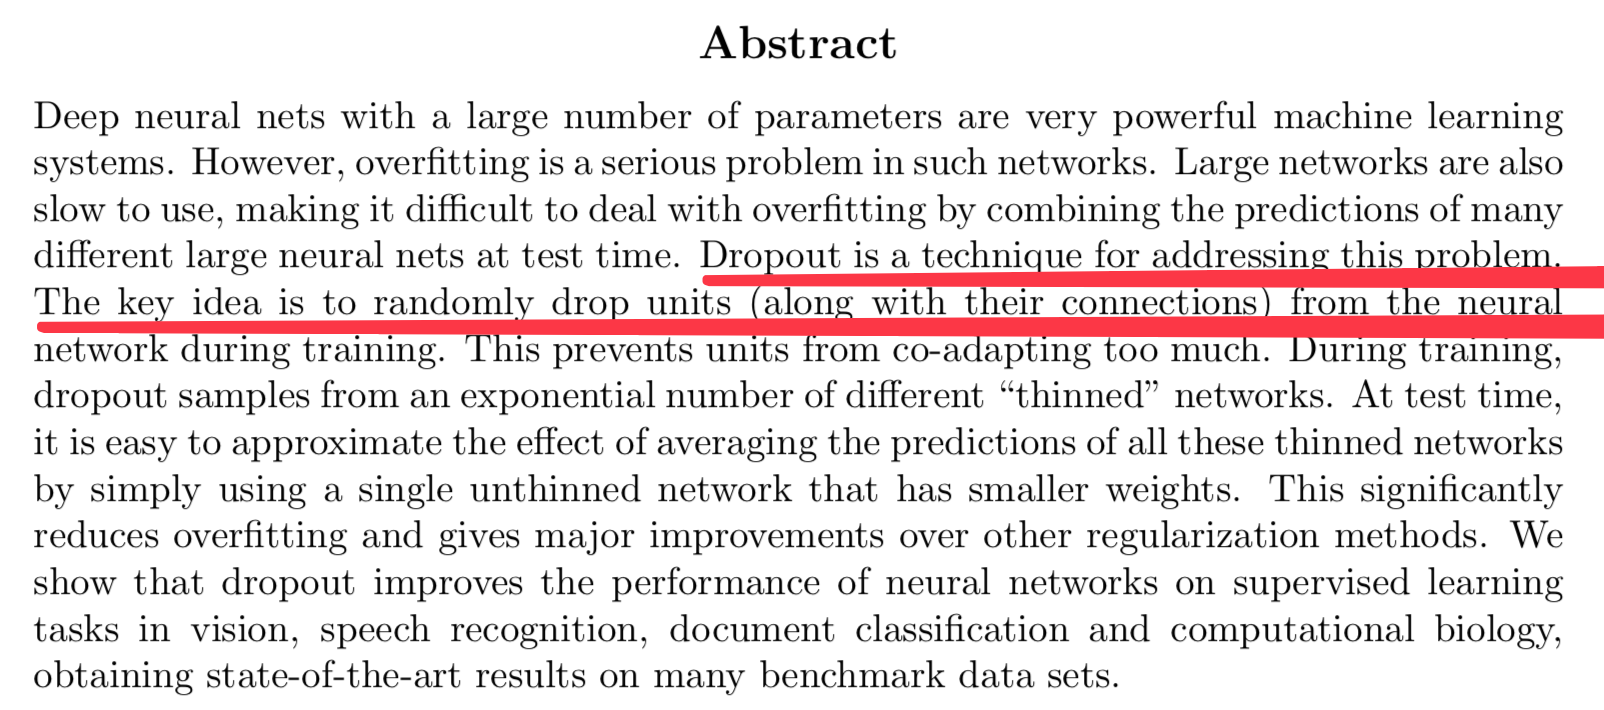 Abstract
Deep neural nets with a large number of parameters are very powerful machine learning
systems. However, overfitting is a serious problem in such networks. Large networks are also
slow to use, making it difficult to deal with overfitting by combining the predictions of many
different large neural nets at test time. Dropout is a technique for addressing this problem.
The key idea is to randomly drop units (along with their connections) from the neural
network during training. This prevents units from co-adapting too much. During training,
dropout samples from an exponential number of different “thinned” networks. At test time,
it is easy to approximate the effect of averaging the predictions of all these thinned networks
by simply using a single unthinned network that has smaller weights. This significantly
reduces overfitting and gives major improvements over other regularization methods. We
show that dropout improves the performance of neural networks on supervised learning
tasks in vision, speech recognition, document classification and computational biology,
obtaining state-of-the-art results on many benchmark data sets.